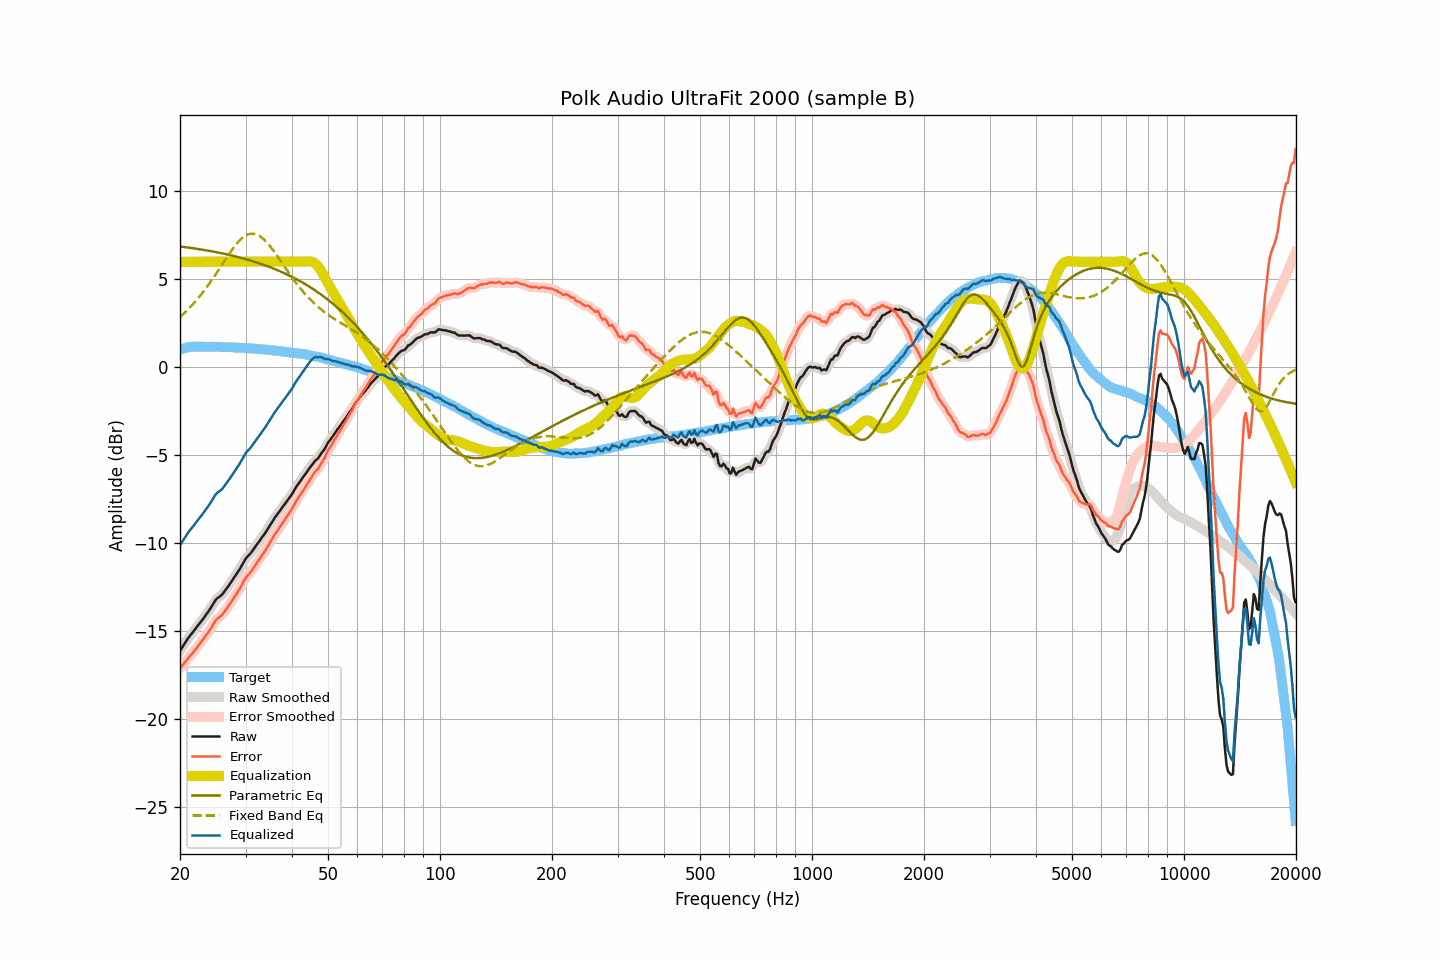 Polk Audio UltraFit 2000 (sample B)
10
5
0
−5
−10
−15
−20
−25
Amplitude (dBr)
Target
Raw Smoothed
Error Smoothed
Raw
Error
Equalization
Parametric Eq
Fixed Band Eq
Equalized
20 50 100 200 500 1000 2000 5000 10000 20000
Frequency (Hz)